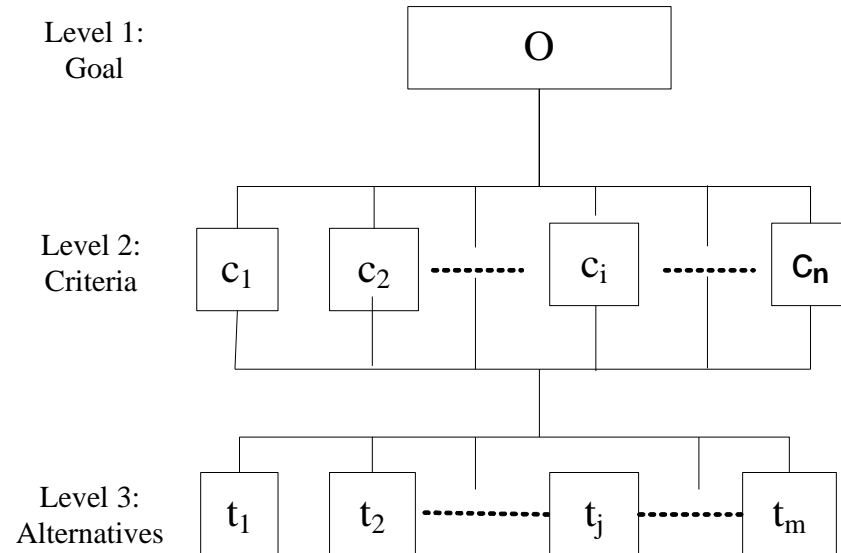 Level 1:
Goal
O
Level 2:
Criteria
c₁ c₂ cᵢ cₙ
Level 3:
Alternatives
t₁ t₂ tⱼ tₘ